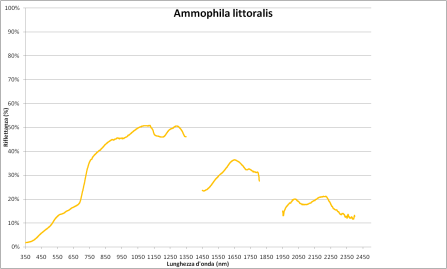 Ammophila littoralis
100%
90%
80%
70%
60%
50%
40%
30%
20%
10%
0%
Riflettanza (%)
350 450 550 650 750 850 950 1050 1150 1250 1350 1450 1550 1650 1750 1850 1950 2050 2150 2250 2350 2450
Lunghezza d'onda (nm)